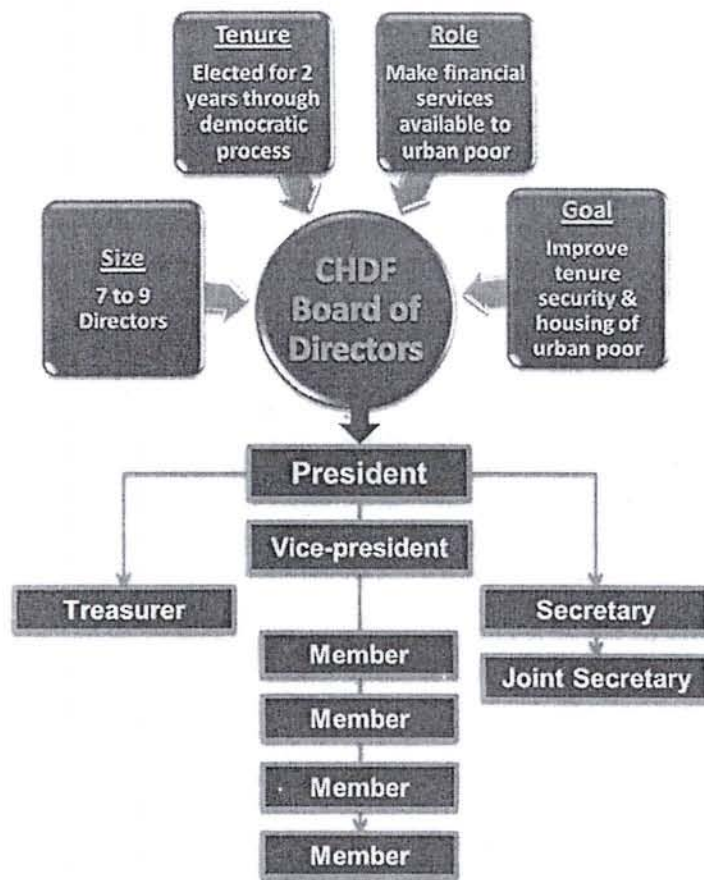 Tenure
Elected for 2
years through
democratic
process
Role
Make financial
services
available to
urban poor
Size
7 to 9
Directors
Goal
Improve
tenure
security &
housing of
urban poor
CHDF
Board of
Directors
President
Vice-president
Treasurer
Secretary
Joint Secretary
Member
Member
Member
Member